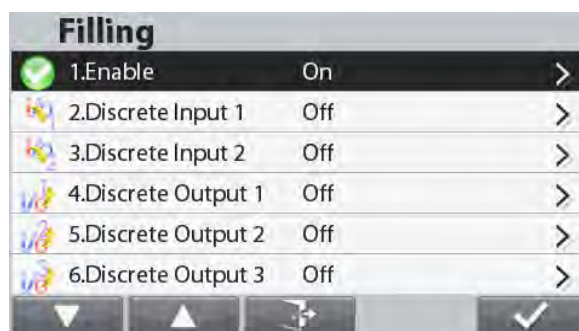 Filling
1.Enable On >
2.Discrete Input 1 Off >
3.Discrete Input 2 Off >
4.Discrete Output 1 Off >
5.Discrete Output 2 Off >
6.Discrete Output 3 Off >